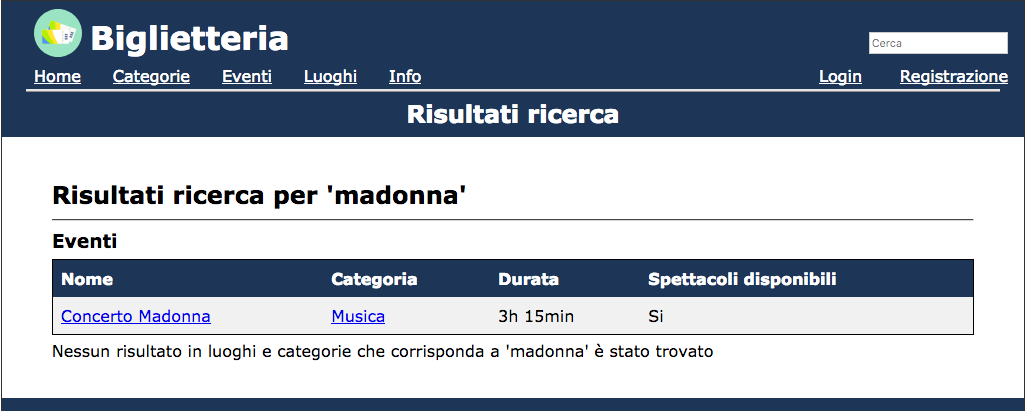 Biglietteria
Cerca
Home Categorie Eventi Luoghi Info Login Registrazione
Risultati ricerca
Risultati ricerca per 'madonna'
Eventi
Nome Categoria Durata Spettacoli disponibili
Concerto Madonna Musica 3h 15min Si
Nessun risultato in luoghi e categorie che corrisponda a 'madonna' è stato trovato